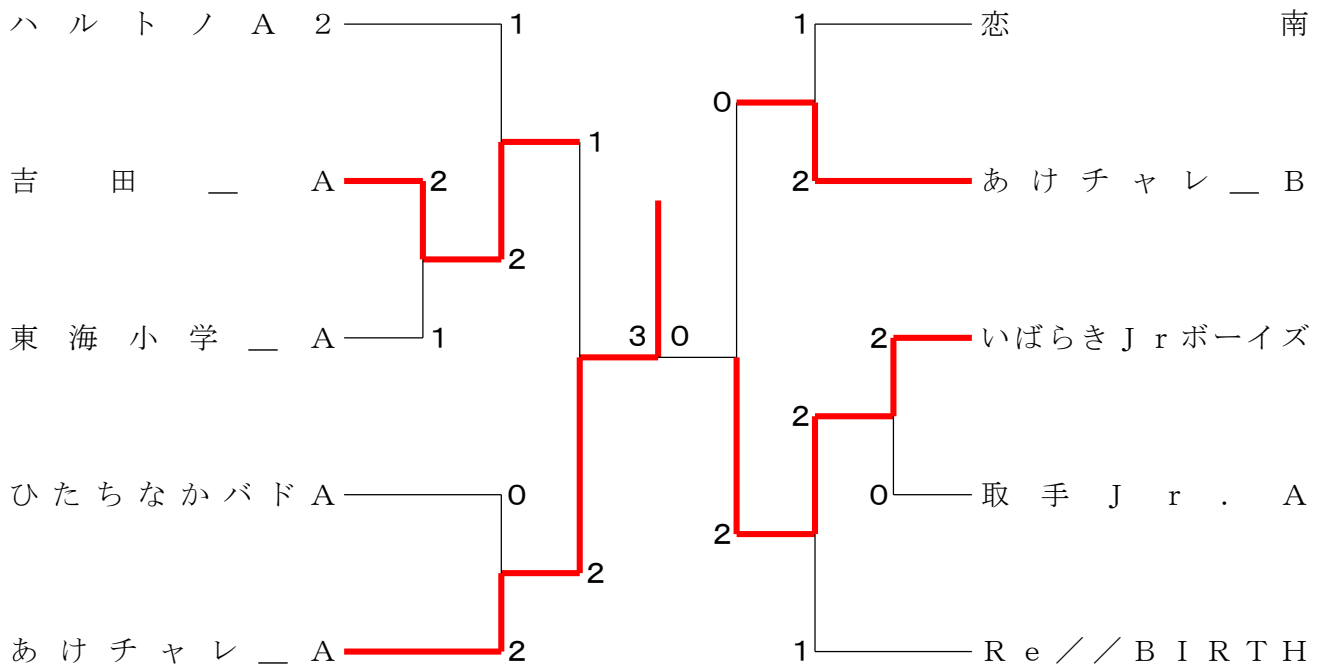 ハルトノA2 1 1 恋南
0
1
吉田＿A 2 2 あけチャレ＿B
2
東海小学＿A 1 3 0 2 いばらきJrボーイズ
2
ひたちなかバドA 0 0 取手Jr.A
2
2
あけチャレ＿A 2 1 Re//BIRTH